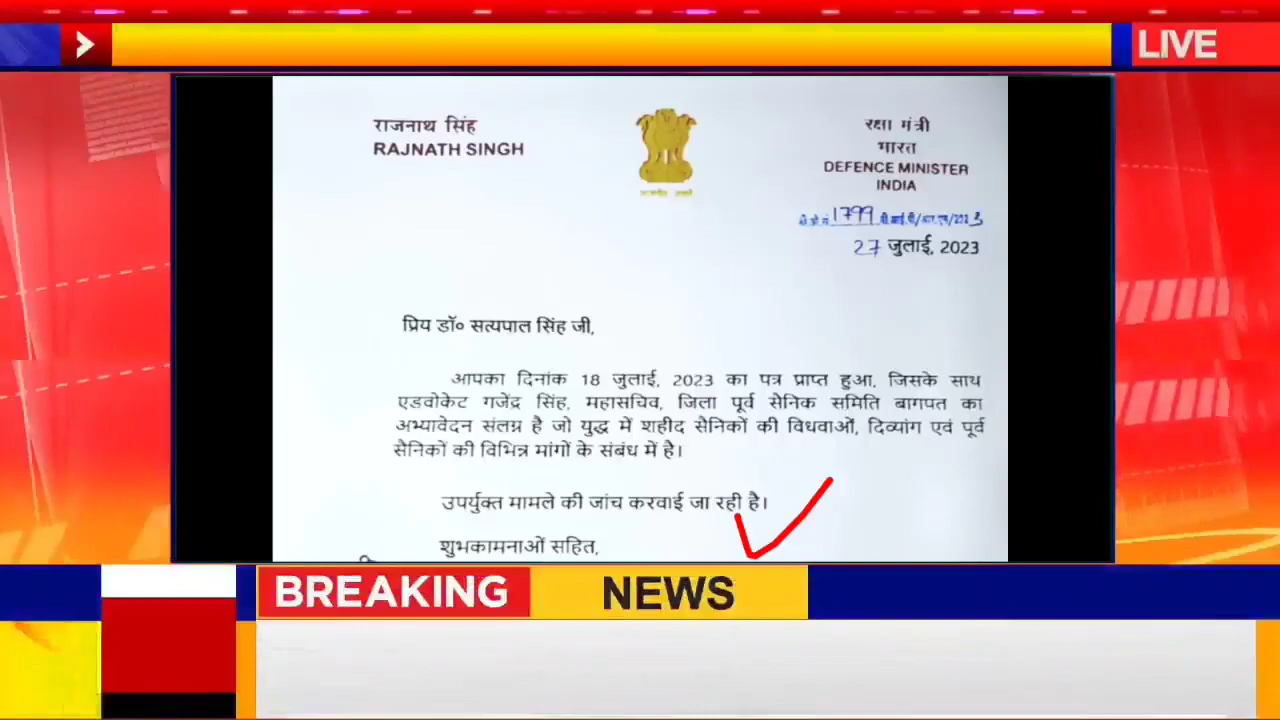 LIVE
राजनाथ सिंह
RAJNATH SINGH
रक्षा मंत्री
भारत
DEFENCE MINISTER
INDIA
1799
27 जुलाई, 2023
प्रिय डॉ० सत्यपाल सिंह जी,
आपका दिनांक 18 जुलाई, 2023 का पत्र प्राप्त हुआ, जिसके साथ
एडवोकेट गजेंद्र सिंह, महासचिव, जिला पूर्व सैनिक समिति बागपत का
अभ्यावेदन संलग्न है जो युद्ध में शहीद सैनिकों की विधवाओं, दिव्यांग एवं पूर्व
सैनिकों की विभिन्न मांगों के संबंध में है।
उपर्युक्त मामले की जांच करवाई जा रही है।
शुभकामनाओं सहित,
BREAKING NEWS